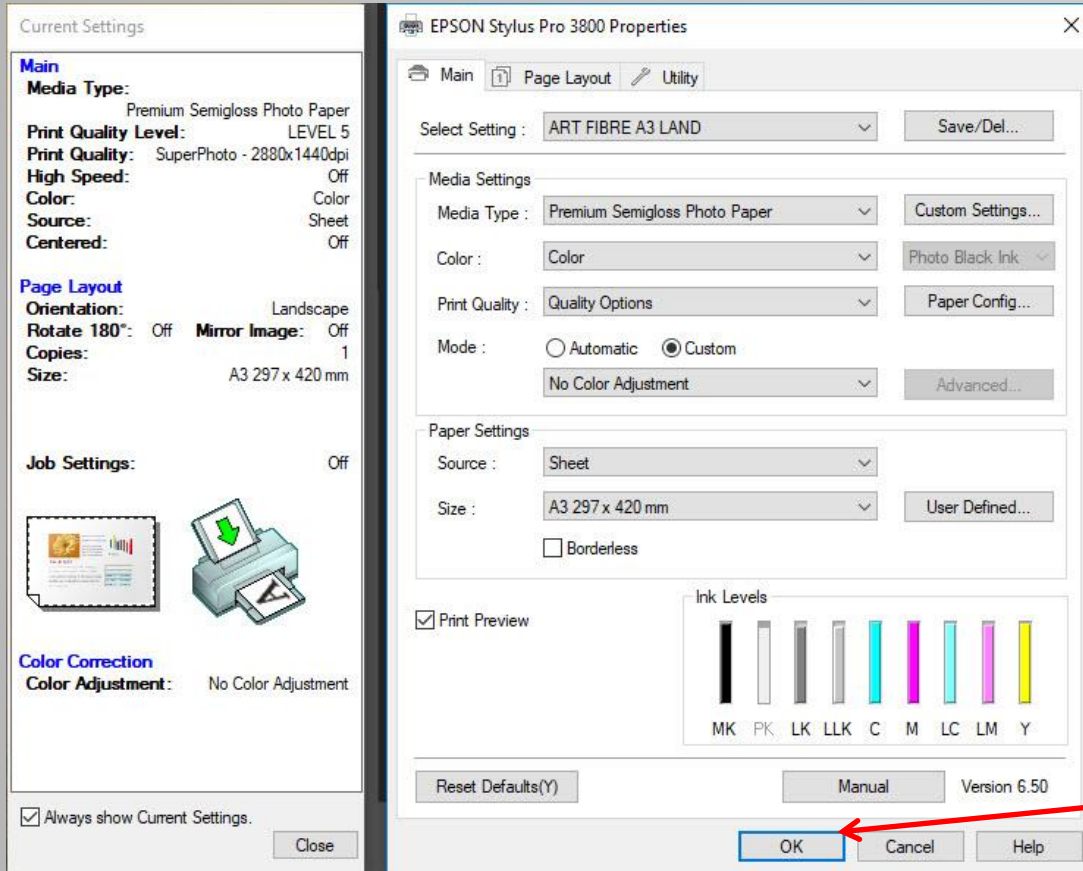 Current Settings
Main
Media Type:
Premium Semigloss Photo Paper
Print Quality Level: LEVEL 5
Print Quality: SuperPhoto - 2880x1440dpi
High Speed: Off
Color: Color
Source: Sheet
Centered: Off
Page Layout
Orientation: Landscape
Rotate 180°: Off Mirror Image: Off
Copies: 1
Size: A3 297 x 420 mm
Job Settings: Off
A
Color Correction
Color Adjustment: No Color Adjustment
Always show Current Settings.
Close
EPSON Stylus Pro 3800 Properties
Main Page Layout Utility
Select Setting : ART FIBRE A3 LAND Save/Del...
Media Settings
Media Type : Premium Semigloss Photo Paper Custom Settings...
Color : Color Photo Black Ink
Print Quality : Quality Options Paper Config...
Mode : Automatic Custom
No Color Adjustment Advanced...
Paper Settings
Source : Sheet
Size : A3 297 x 420 mm User Defined...
Borderless
Print Preview
Ink Levels
MK PK LK LLK C M LC LM Y
Reset Defaults(Y) Manual Version 6.50
OK Cancel Help